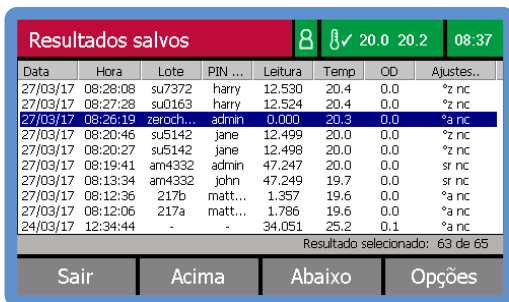 Resultados salvos 20.0 20.2 08:37
Data Hora Lote PIN ... Leitura Temp OD Ajustes..
27/03/17 08:28:08 su7372 harry 12.530 20.4 0.0 °z nc
27/03/17 08:27:28 su0163 harry 12.524 20.4 0.0 °z nc
27/03/17 08:26:19 zeroch... admin 0.000 20.3 0.0 °a nc
27/03/17 08:20:46 su5142 jane 12.499 20.0 0.0 °z nc
27/03/17 08:20:27 su5142 jane 12.498 20.0 0.0 °z nc
27/03/17 08:19:41 am4332 admin 47.247 20.0 0.0 sr nc
27/03/17 08:13:34 am4332 john 47.249 19.7 0.0 sr nc
27/03/17 08:12:36 217b matt... 1.357 19.6 0.0 °a nc
27/03/17 08:12:06 217a matt... 1.786 19.6 0.0 °a nc
24/03/17 12:34:44 - - 34.051 25.2 0.1 °a nc
Resultado selecionado: 63 de 65
Sair Acima Abaixo Opções